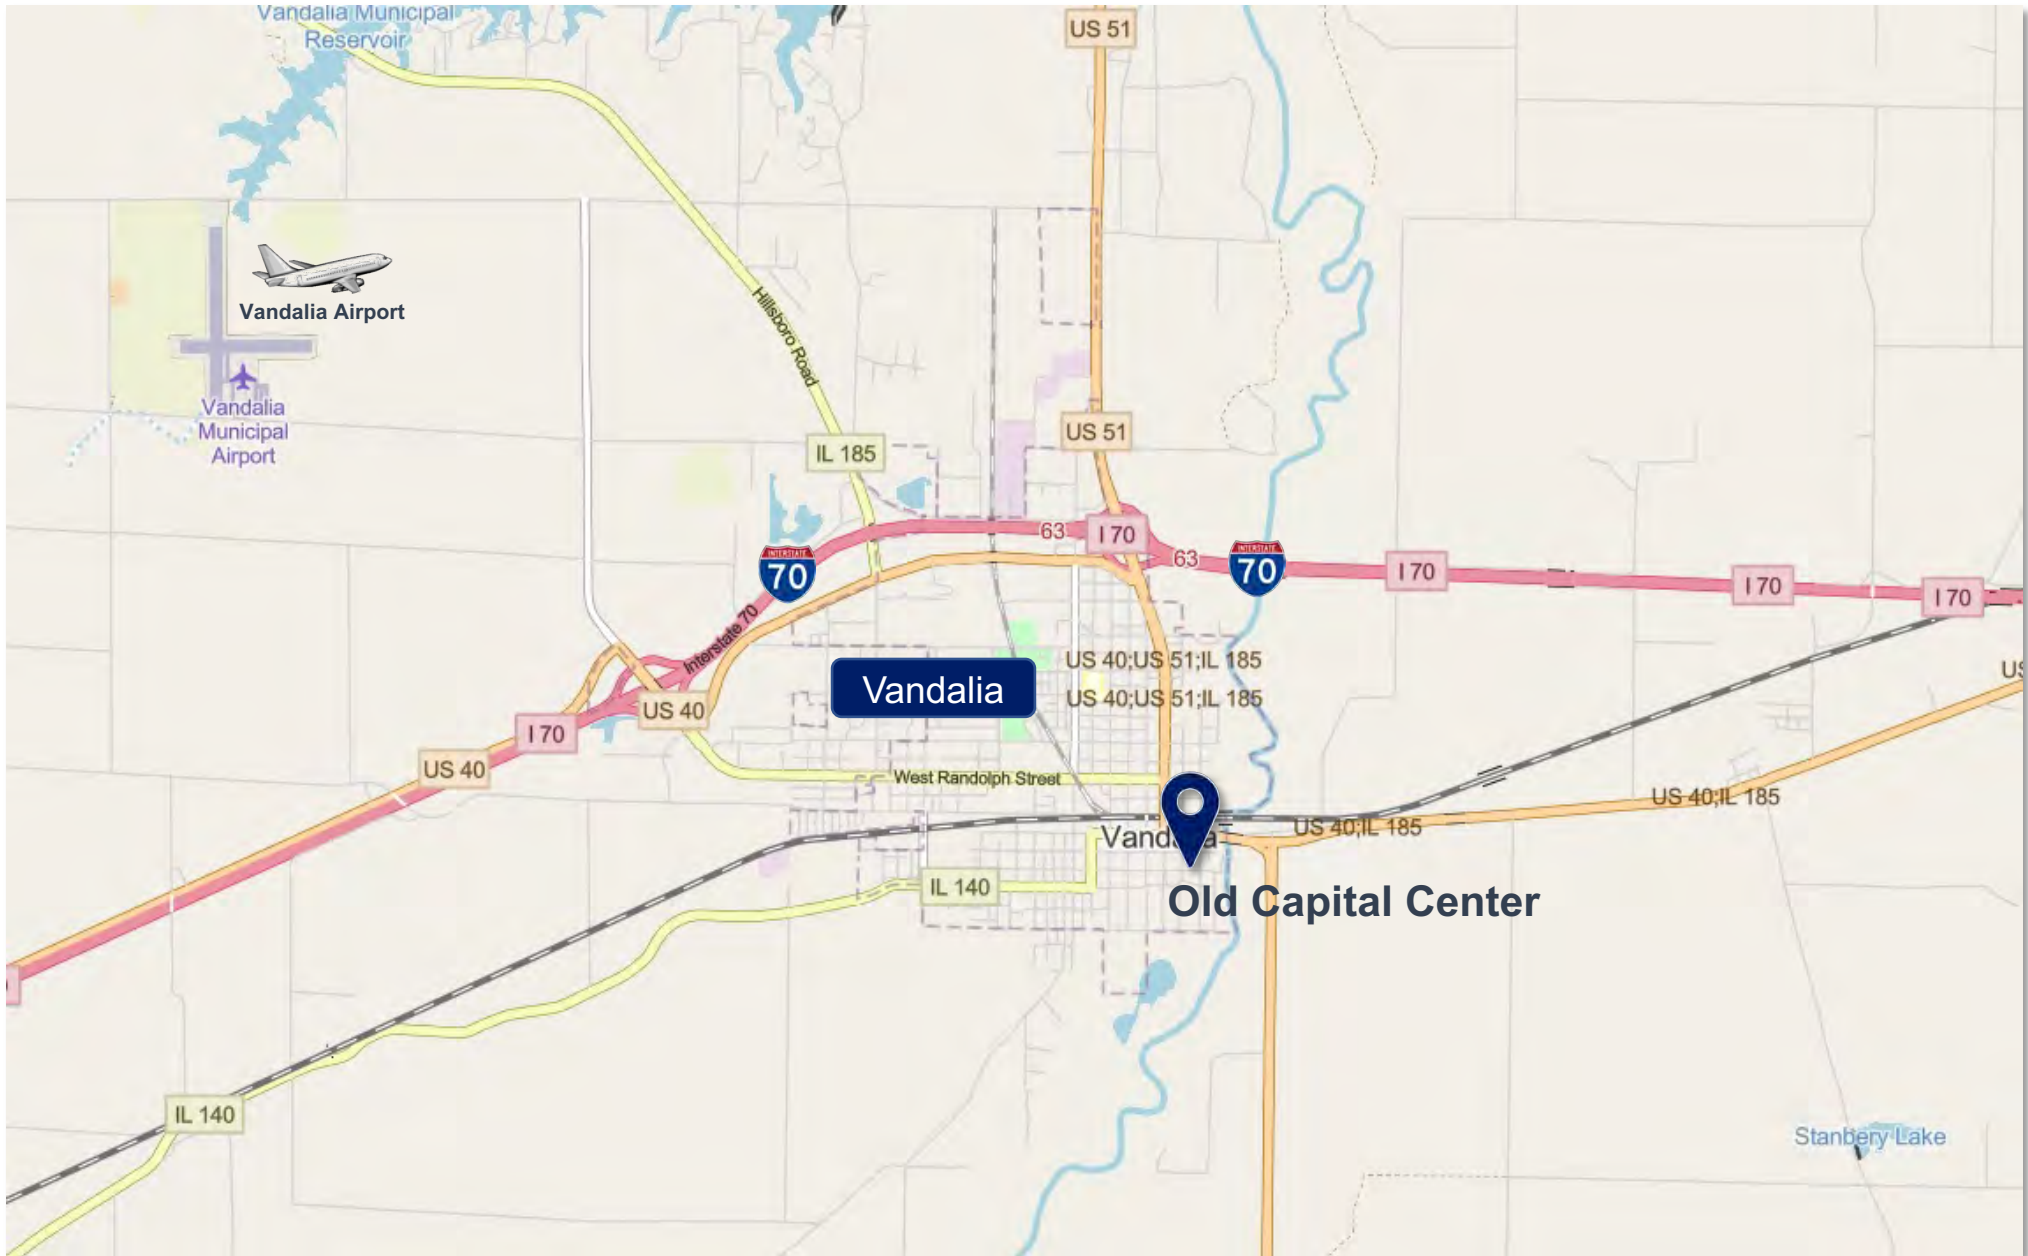 Vandalia Municipal
Reservoir
US 51
Vandalia Airport
Hillsboro Road
Vandalia
Municipal
Airport
US 51
IL 185
63
I 70
63
INTERSTATE
70
INTERSTATE
70
I 70
I 70
I 70
Interstate 70
US 40;US 51;IL 185
US 40;US 51;IL 185
Vandalia
US 40
I 70
US 40
West Randolph Street
US 40;IL 185
US 40;IL 185
IL 140
Old Capital Center
IL 140
Stanbery Lake